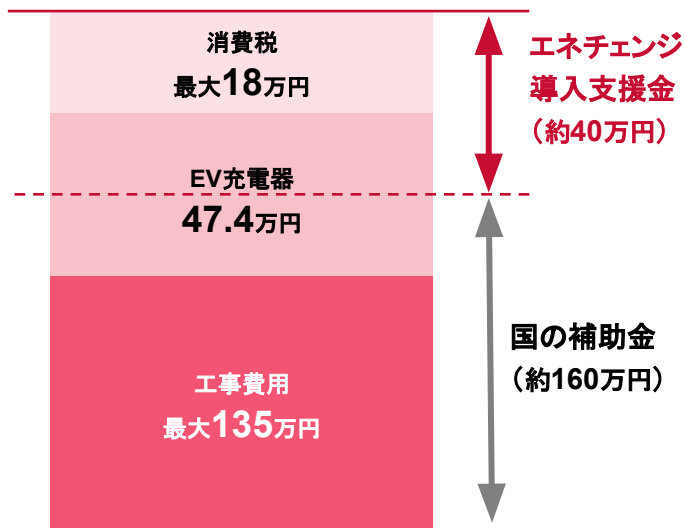 消費税
最大18万円
エネチェンジ
導入支援金
（約40万円）
EV充電器
47.4万円
国の補助金
（約160万円）
工事費用
最大135万円